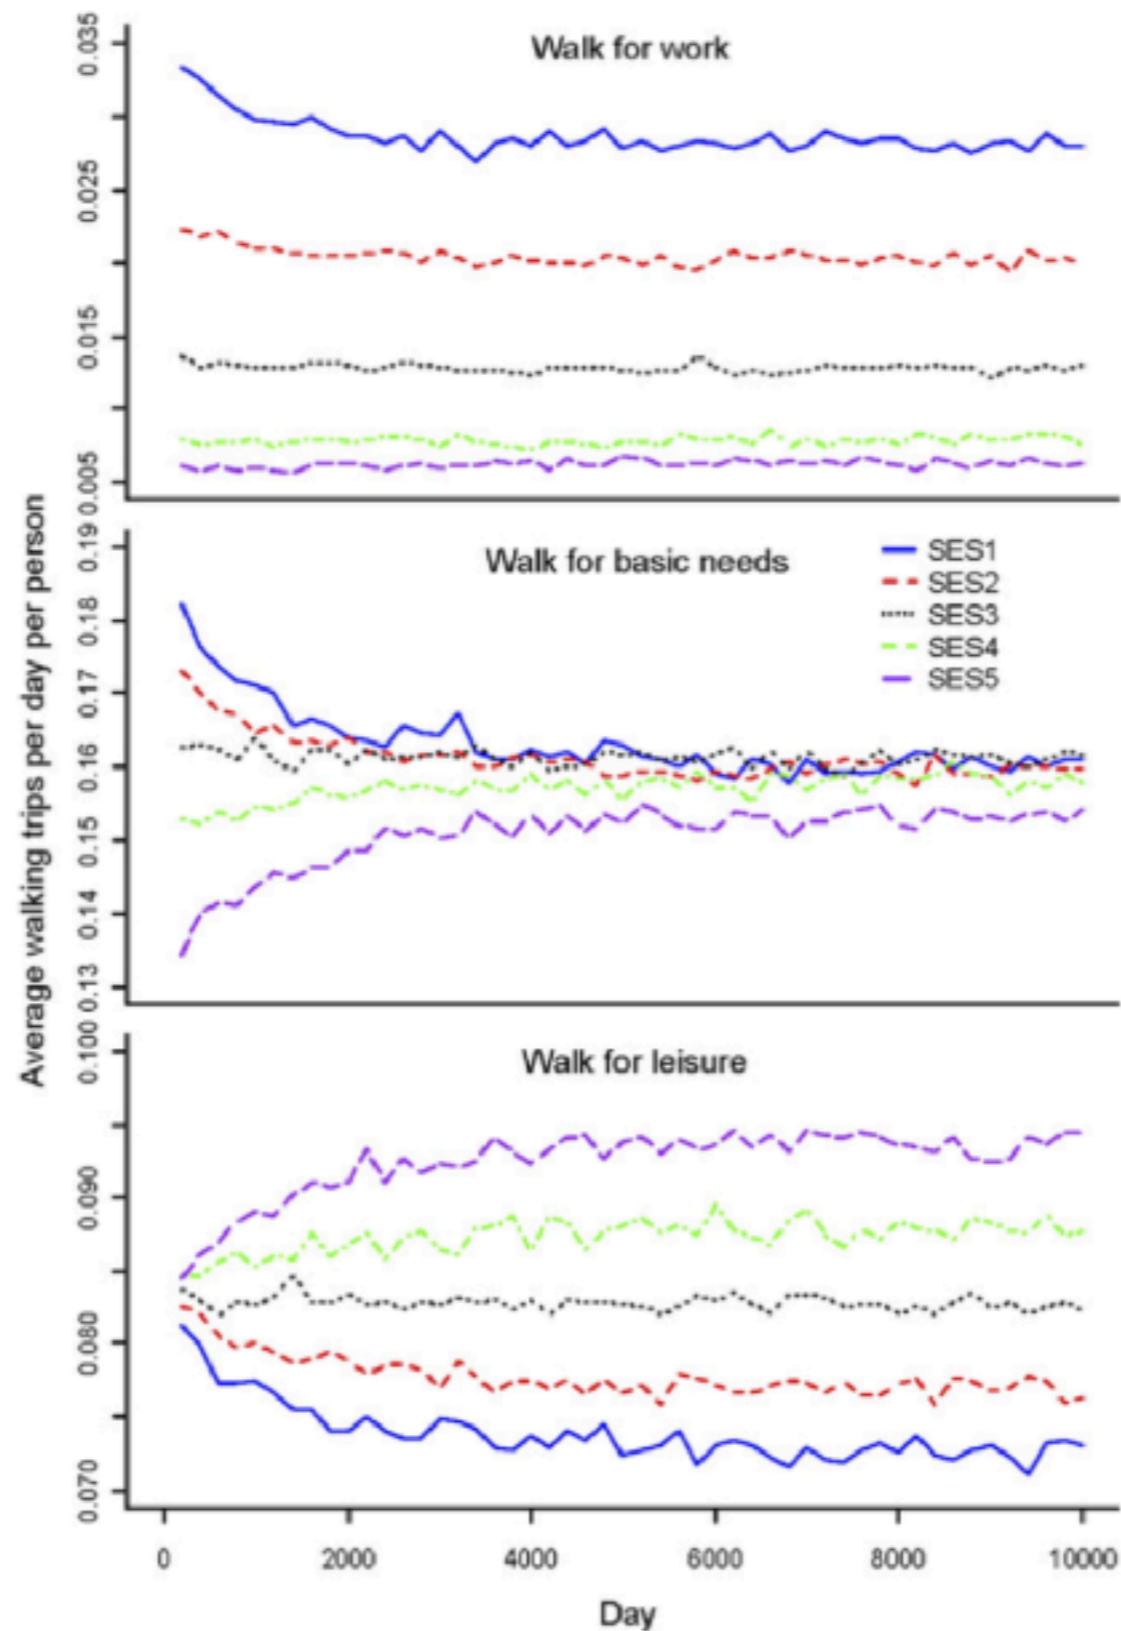 Walk for work
0.035
0.025
0.015
0.005
Average walking trips per day per person
Walk for basic needs
0.19
0.18
0.17
0.16
0.15
0.14
0.13
SES1
SES2
SES3
SES4
SES5
Walk for leisure
0.100
0.090
0.080
0.070
0 2000 4000 6000 8000 10000
Day